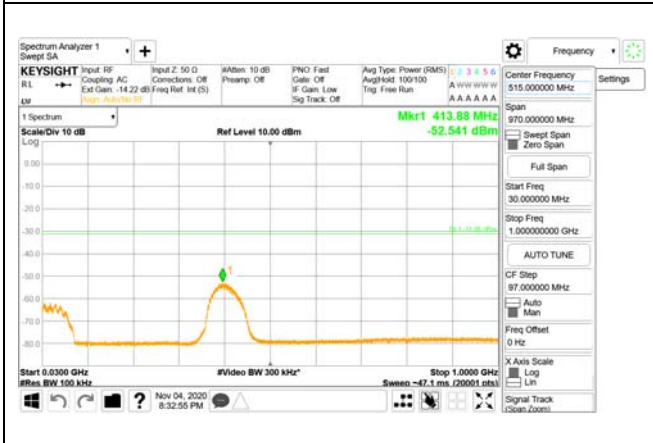 Spectrum Analyzer 1
Swept SA
Frequency
KEYSIGHT
RL
Input: RF
Coupling: AC
Ext Gain: -14.22 dB
Align: Auto/No RF
Input Z: 50 Ω
Corrections: Off
Freq Ref: Int (S)
#Atten: 10 dB
Preamp: Off
PNO: Fast
Gate: Off
IF Gain: Low
Sig Track: Off
Avg Type: Power (RMS)
Avg|Hold: 100/100
Trig: Free Run
1 2 3 4 5 6
A W W W W W
A A A A A A
1 Spectrum
Scale/Div 10 dB
Log
Ref Level 10.00 dBm
Mkr1 413.88 MHz
-52.541 dBm
0.00
-10.0
-20.0
-30.0
-40.0
-50.0
-60.0
-70.0
-80.0
1
Start 0.0300 GHz
#Res BW 100 kHz
#Video BW 300 kHz*
Stop 1.0000 GHz
Sweep ~47.1 ms (20001 pts)
Nov 04, 2020
8:32:55 PM
Center Frequency
515.000000 MHz
Settings
Span
970.000000 MHz
Swept Span
Zero Span
Full Span
Start Freq
30.000000 MHz
Stop Freq
1.000000000 GHz
AUTO TUNE
CF Step
97.000000 MHz
Auto
Man
Freq Offset
0 Hz
X Axis Scale
Log
Lin
Signal Track
(Span Zoom)